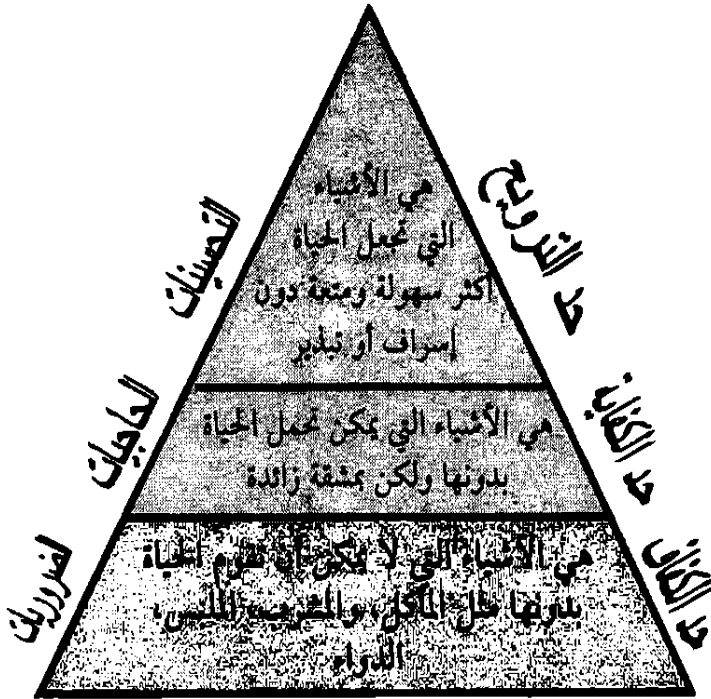 حد الترويح
التحسينات
هي الأشياء
التي تجعل الحياة
أكثر سهولة ومتعة دون
إسراف أو تبذير
حد الكفاية
الحاجيات
هي الأشياء التي يمكن تحمل الحياة
بدونها ولكن بمشقة زائدة
حد الكفاف
الضروريات
هي الأشياء التي لا يمكن أن تقوم الحياة
بدونها مثل المأكل، والمشرب، الملبس،
الدواء